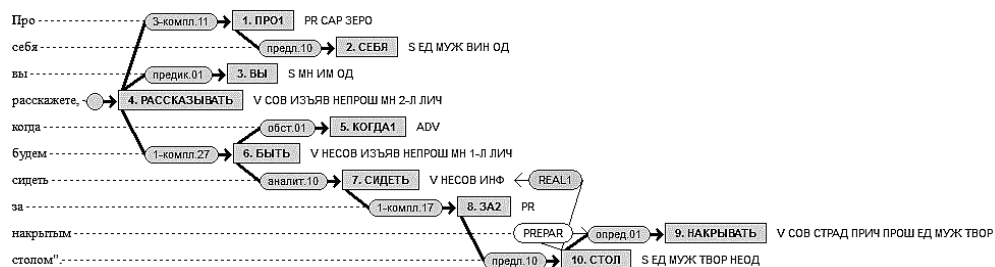 Про 3-компл.11 1. ПРО1 PR CAP ЗЕРО
себя предл.10 2. СЕБЯ S ЕД МУЖ ВИН ОД
вы предик.01 3. ВЫ S МН ИМ ОД
расскажете, 4. РАССКАЗЫВАТЬ V СОВ ИЗЪЯВ НЕПРОШ МН 2-Л ЛИЧ
когда обст.01 5. КОГДА1 ADV
будем 1-компл.27 6. БЫТЬ V НЕСОВ ИЗЪЯВ НЕПРОШ МН 1-Л ЛИЧ
сидеть аналит.10 7. СИДЕТЬ V НЕСОВ ИНФ REAL1
за 1-компл.17 8. ЗА2 PR
накрытым PREPAR опред.01 9. НАКРЫВАТЬ V СОВ СТРАД ПРИЧ ПРОШ ЕД МУЖ ТВОР
столом". предл.10 10. СТОЛ S ЕД МУЖ ТВОР НЕОД